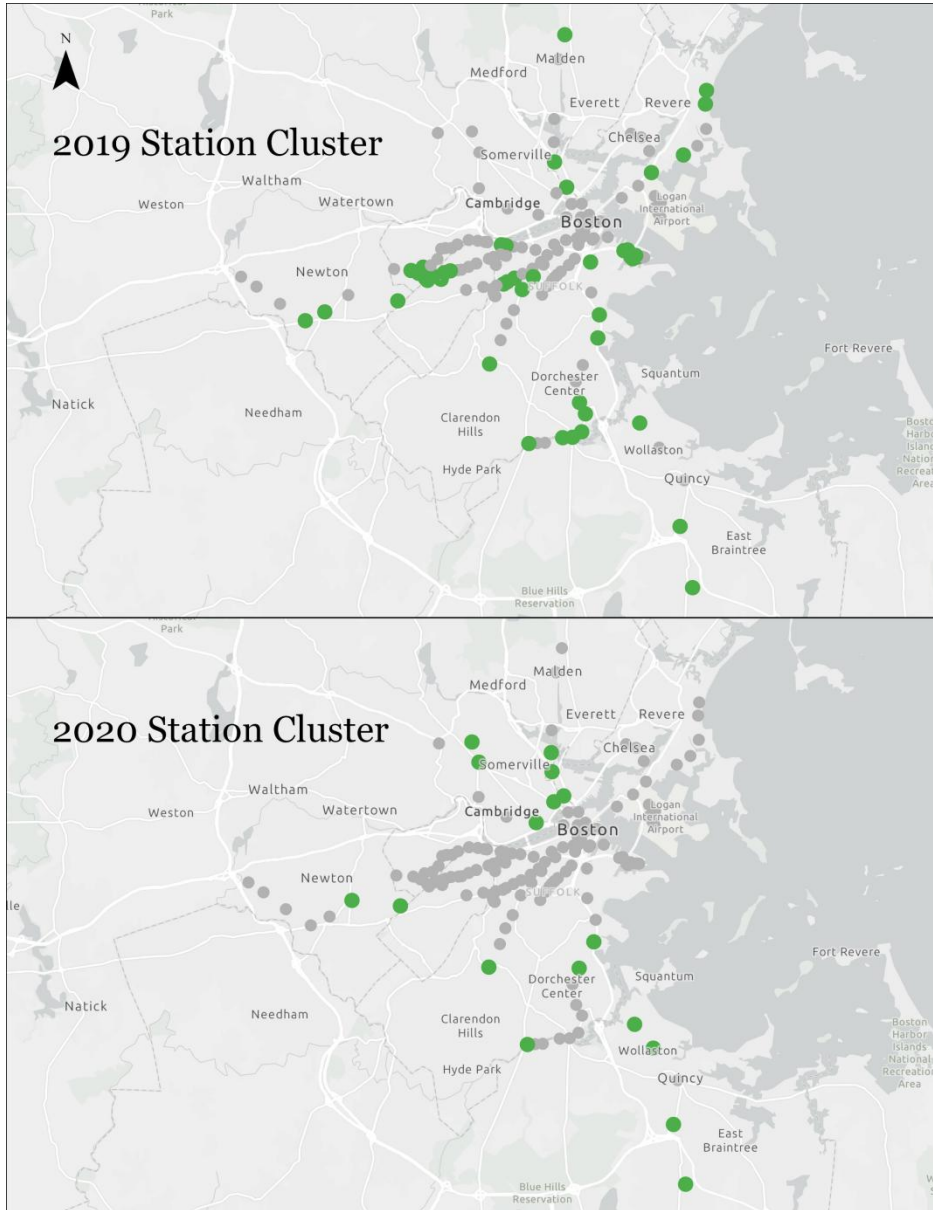 Park
N
Malden
Medford
Everett
Revere
2019 Station Cluster
Chelsea
Somerville
Waltham
Weston
Watertown
Cambridge
Logan
International
Airport
Boston
Newton
SUFFOLK
Fort Revere
Dorchester
Center
Squantum
Natick
Needham
Clarendon
Hills
Wollaston
Hyde Park
Quincy
East
Braintree
Blue Hills
Reservation
Park
Malden
Medford
Everett
Revere
2020 Station Cluster
Chelsea
Somerville
Waltham
Weston
Watertown
Cambridge
Logan
International
Airport
Boston
Newton
SUFFOLK
Fort Revere
Dorchester
Center
Squantum
Natick
Needham
Clarendon
Hills
Boston
Harbor
Islands
National
Recreation
Area
Wollaston
Hyde Park
Quincy
East
Braintree
Blue Hills
Reservation